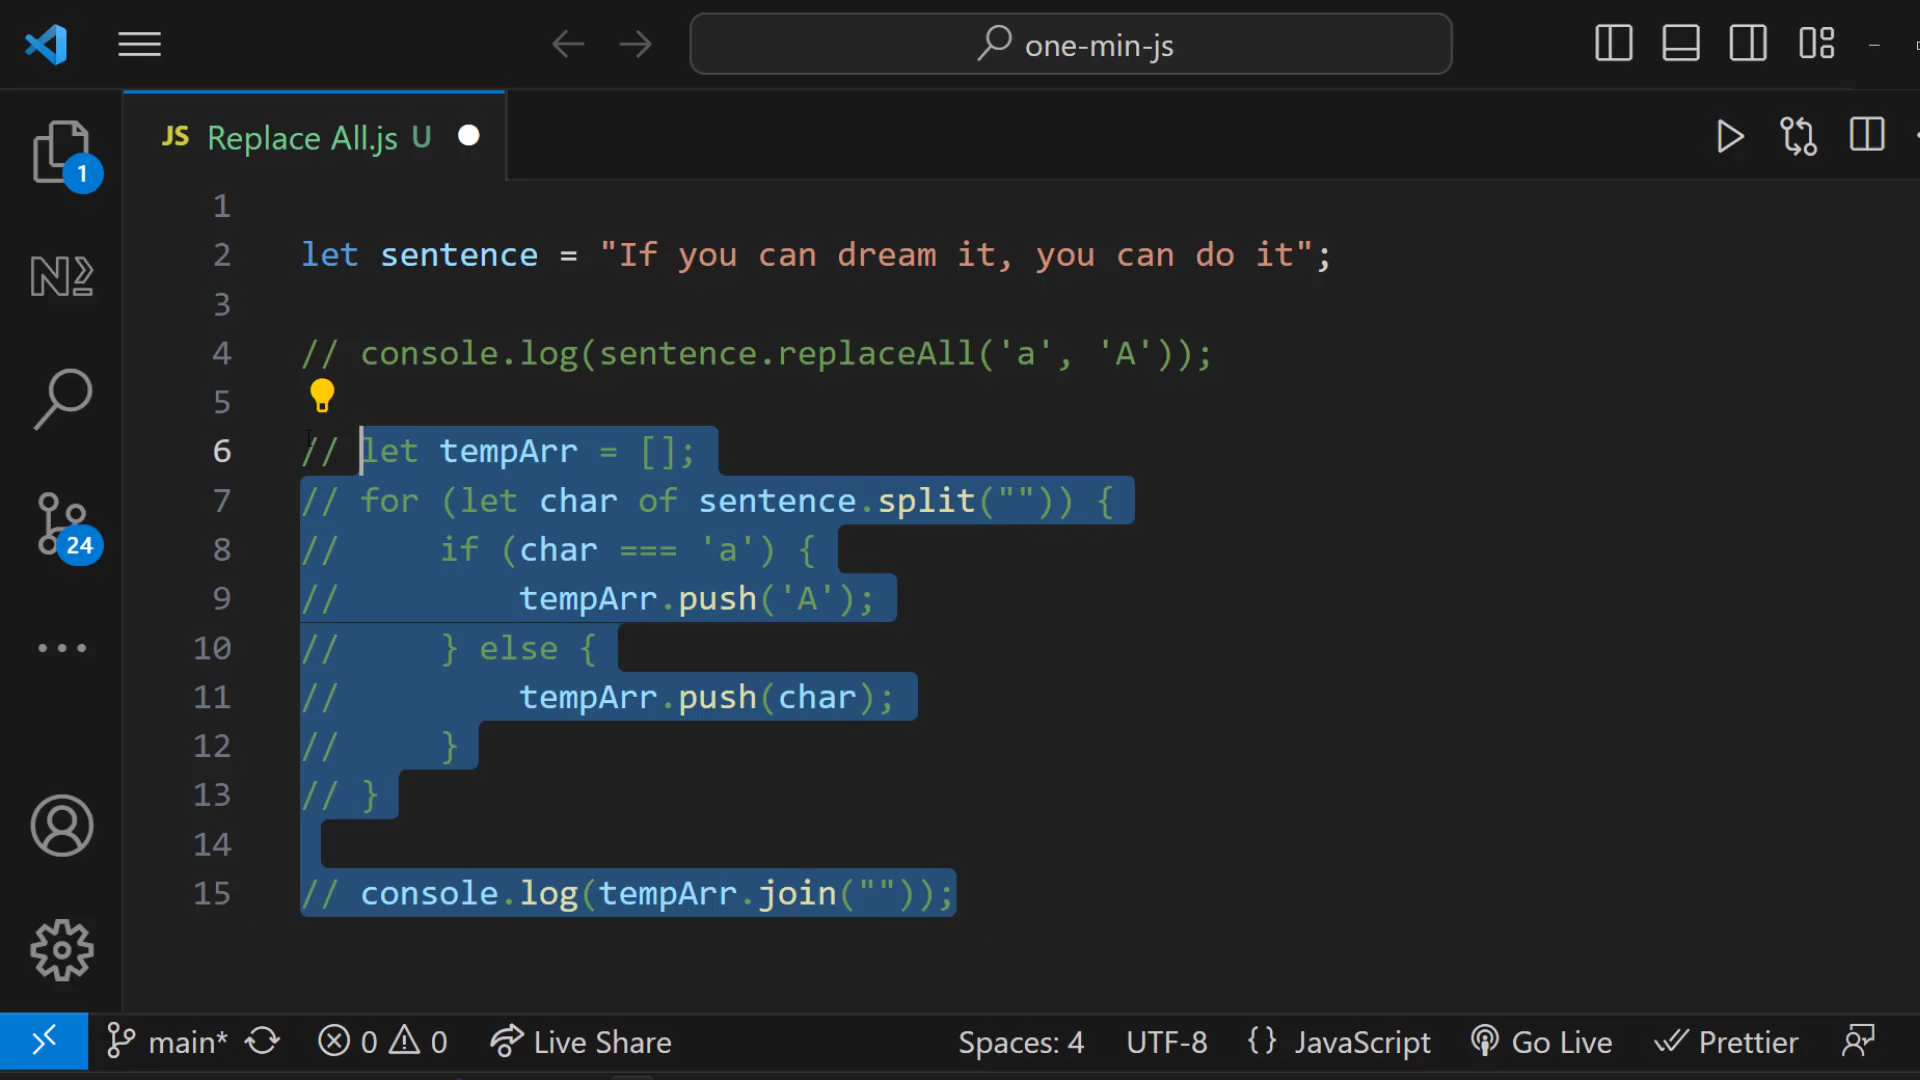 one-min-js
JS Replace All.js U
1
1
2 let sentence = "If you can dream it, you can do it";
3
4 // console.log(sentence.replaceAll('a', 'A'));
5
6 // let tempArr = [];
7 // for (let char of sentence.split("")) {
24
8 //     if (char === 'a') {
9 //         tempArr.push('A');
10 //     } else {
11 //         tempArr.push(char);
12 //     }
13 // }
14
15 // console.log(tempArr.join(""));
main* 0 0 Live Share Spaces: 4 UTF-8 {} JavaScript Go Live Prettier